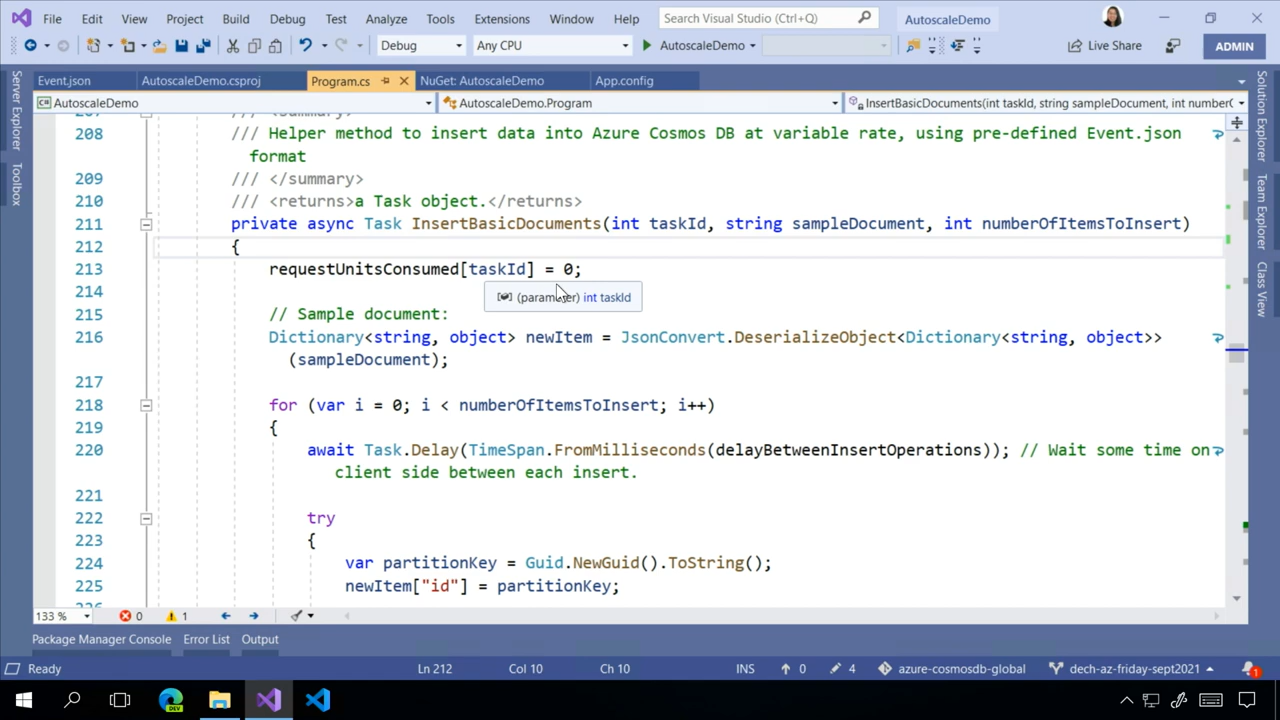 File Edit View Project Build Debug Test Analyze Tools Extensions Window Help Search Visual Studio (Ctrl+Q) AutoscaleDemo
Debug Any CPU AutoscaleDemo Live Share ADMIN
Event.json AutoscaleDemo.csproj Program.cs NuGet: AutoscaleDemo App.config
AutoscaleDemo AutoscaleDemo.Program InsertBasicDocuments(int taskId, string sampleDocument, int number
Server Explorer
Toolbox
Solution Explorer
Team Explorer
Class View
207 /// <summary>
208 /// Helper method to insert data into Azure Cosmos DB at variable rate, using pre-defined Event.json
format
209 /// </summary>
210 /// <returns>a Task object.</returns>
211 private async Task InsertBasicDocuments(int taskId, string sampleDocument, int numberOfItemsToInsert)
212 {
213 requestUnitsConsumed[taskId] = 0;
214 (parameter) int taskId
215 // Sample document:
216 Dictionary<string, object> newItem = JsonConvert.DeserializeObject<Dictionary<string, object>>
(sampleDocument);
217
218 for (var i = 0; i < numberOfItemsToInsert; i++)
219 {
220 await Task.Delay(TimeSpan.FromMilliseconds(delayBetweenInsertOperations)); // Wait some time on
client side between each insert.
221
222 try
223 {
224 var partitionKey = Guid.NewGuid().ToString();
225 newItem["id"] = partitionKey;
133 % 0 1
Package Manager Console Error List Output
Ready Ln 212 Col 10 Ch 10 INS 0 4 azure-cosmosdb-global dech-az-friday-sept2021 1
DEV